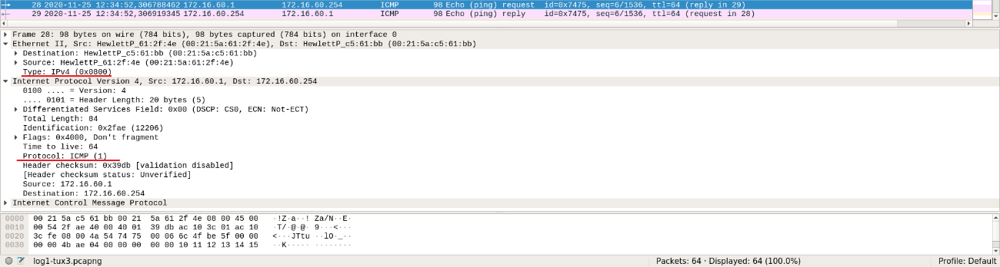 28 2020-11-25 12:34:52,306788462 172.16.60.1 172.16.60.254 ICMP 98 Echo (ping) request id=0x7475, seq=6/1536, ttl=64 (reply in 29)
29 2020-11-25 12:34:52,306919345 172.16.60.254 172.16.60.1 ICMP 98 Echo (ping) reply id=0x7475, seq=6/1536, ttl=64 (request in 28)
Frame 28: 98 bytes on wire (784 bits), 98 bytes captured (784 bits) on interface 0
Ethernet II, Src: HewlettP_61:2f:4e (00:21:5a:61:2f:4e), Dst: HewlettP_c5:61:bb (00:21:5a:c5:61:bb)
Destination: HewlettP_c5:61:bb (00:21:5a:c5:61:bb)
Source: HewlettP_61:2f:4e (00:21:5a:61:2f:4e)
Type: IPv4 (0x0800)
Internet Protocol Version 4, Src: 172.16.60.1, Dst: 172.16.60.254
0100 .... = Version: 4
.... 0101 = Header Length: 20 bytes (5)
Differentiated Services Field: 0x00 (DSCP: CS0, ECN: Not-ECT)
Total Length: 84
Identification: 0x2fae (12206)
Flags: 0x4000, Don't fragment
Time to live: 64
Protocol: ICMP (1)
Header checksum: 0x39db [validation disabled]
[Header checksum status: Unverified]
Source: 172.16.60.1
Destination: 172.16.60.254
Internet Control Message Protocol
0000 00 21 5a c5 61 bb 00 21 5a 61 2f 4e 08 00 45 00 ·!Z·a··! Za/N··E·
0010 00 54 2f ae 40 00 40 01 39 db ac 10 3c 01 ac 10 ·T/·@·@· 9···<···
0020 3c fe 08 00 4a 54 74 75 00 06 6c 4f be 5f 00 00 <···JTtu ··lO·_··
0030 00 00 4b ae 04 00 00 00 00 00 10 11 12 13 14 15 ··K····· ········
log1-tux3.pcapng Packets: 64 · Displayed: 64 (100.0%) Profile: Default